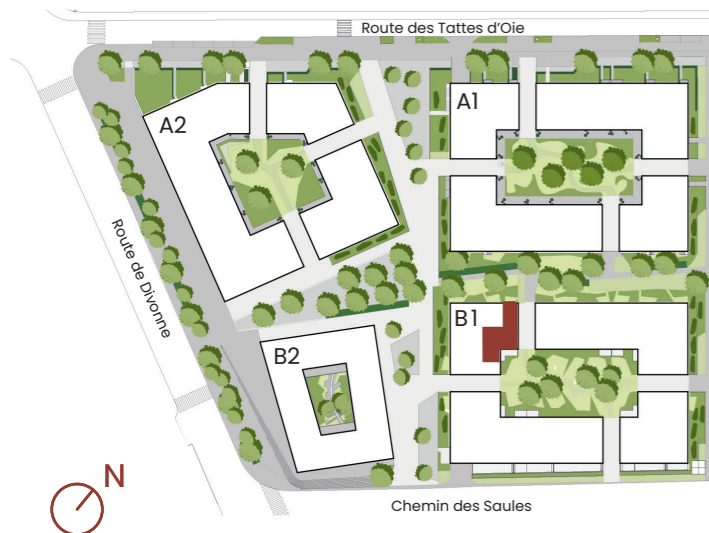 Route des Tattes d'Oie
A2
A1
Route de Divonne
B1
B2
N
Chemin des Saules